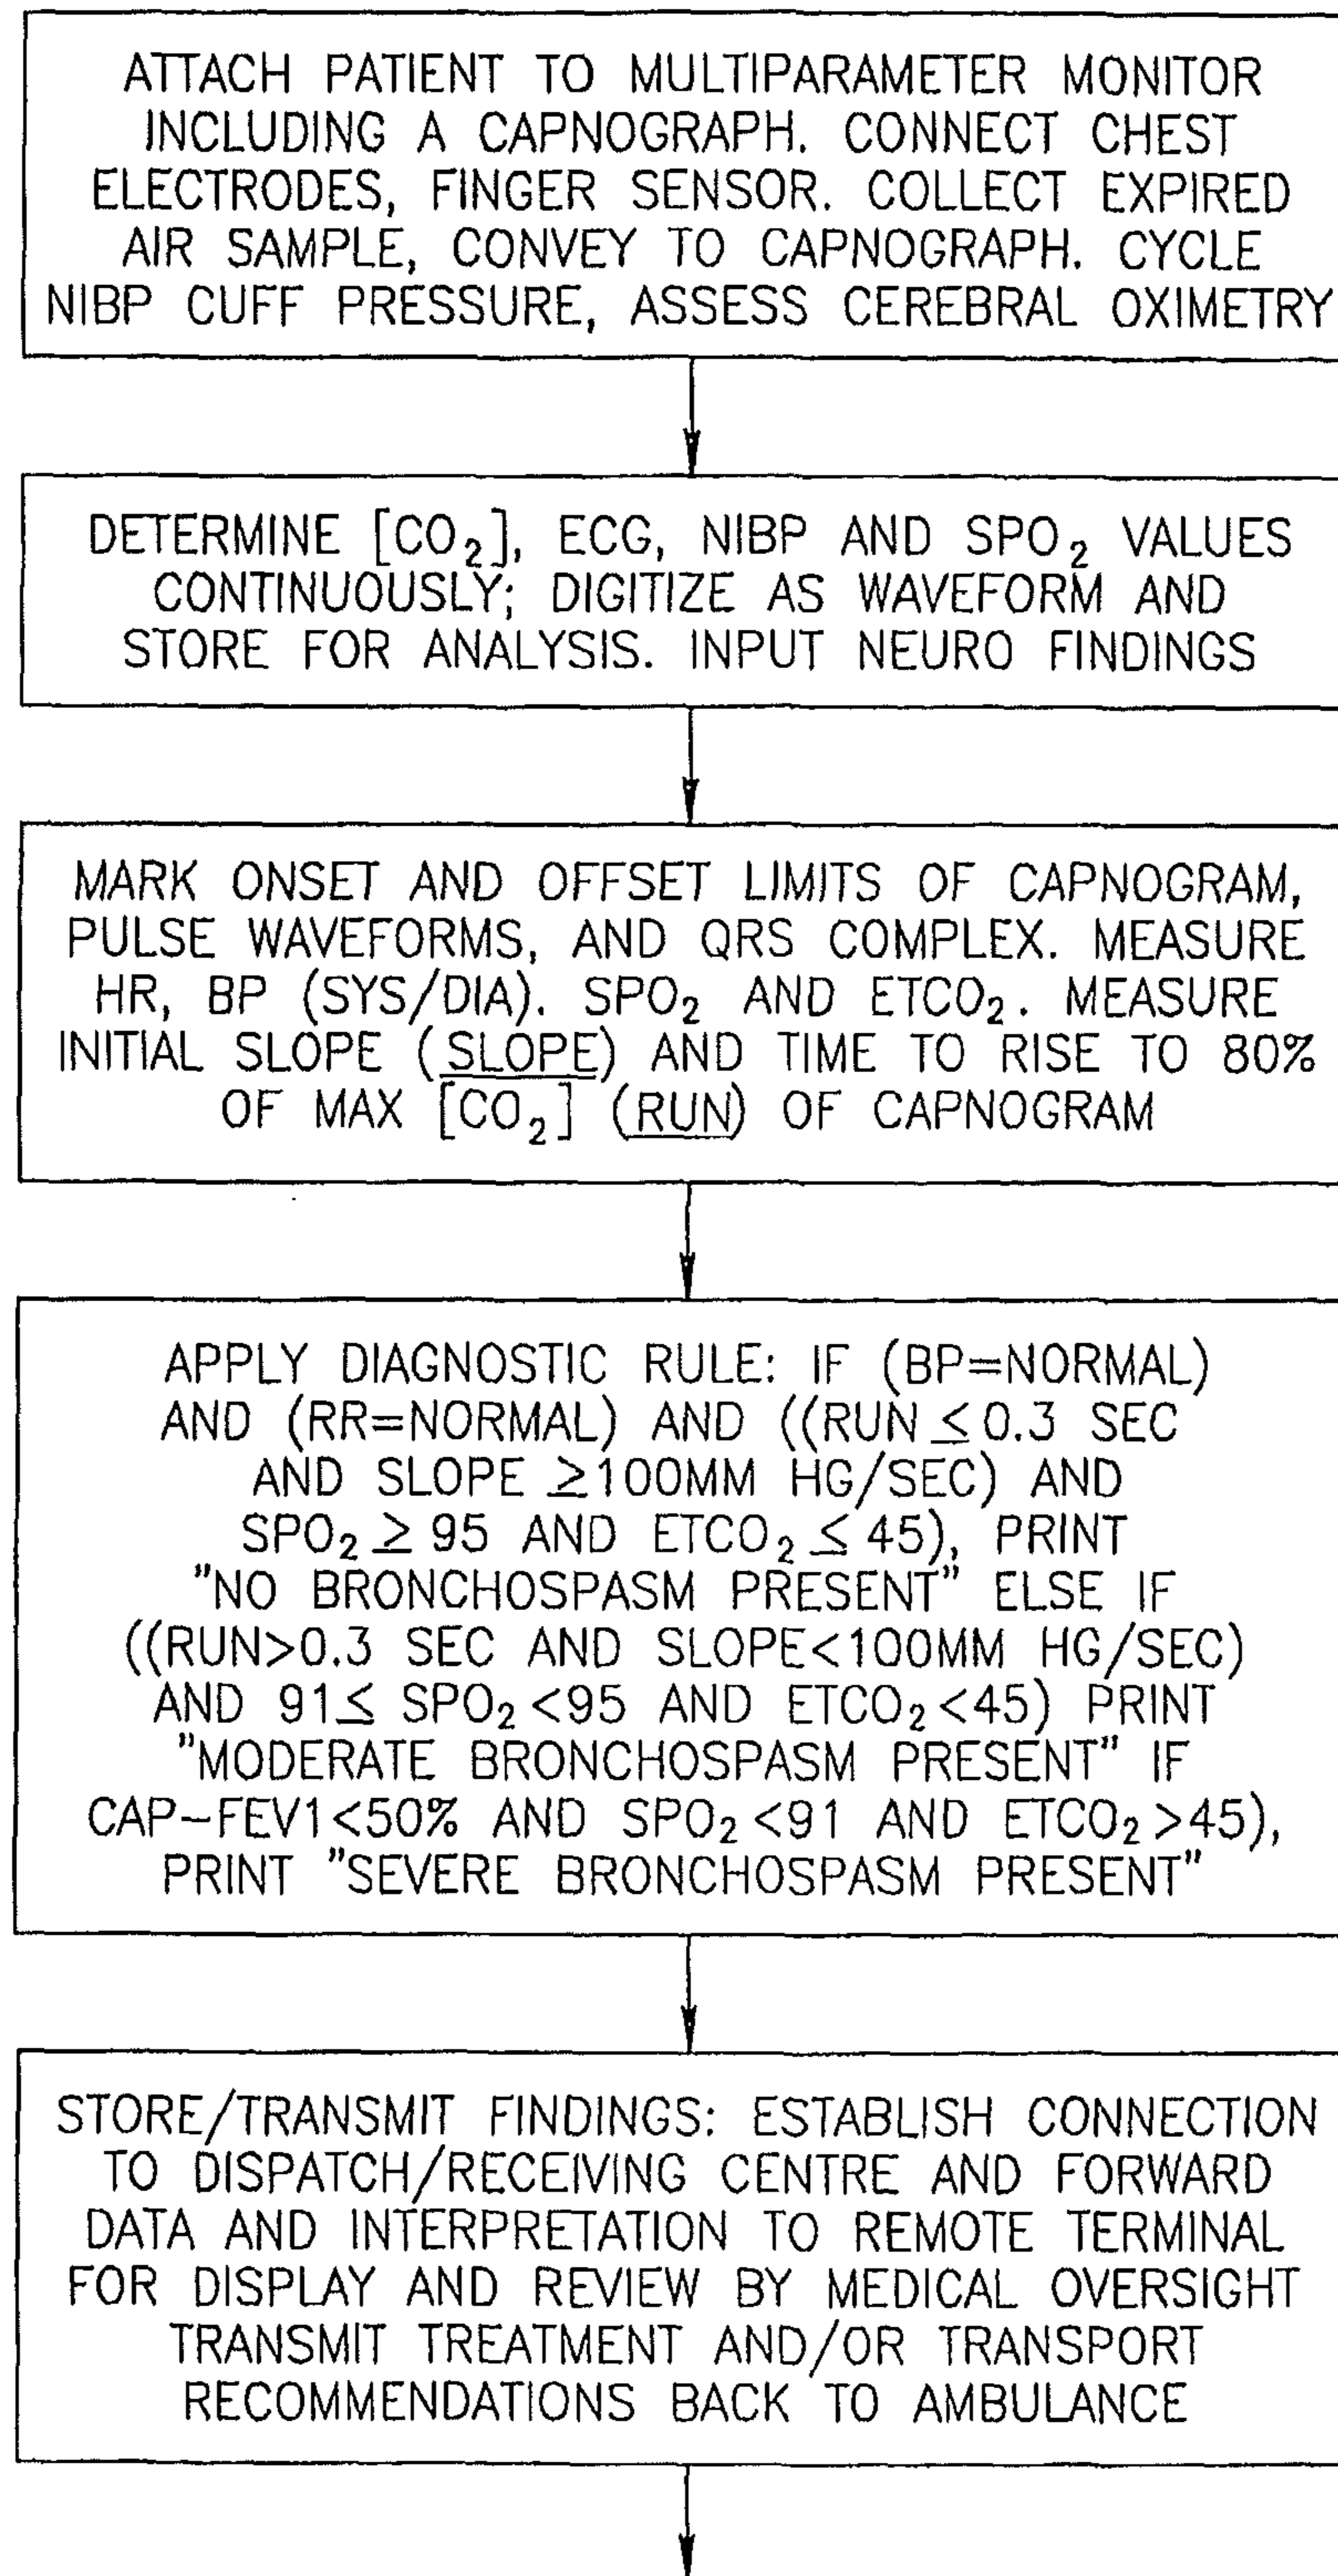 ATTACH PATIENT TO MULTIPARAMETER MONITOR
INCLUDING A CAPNOGRAPH. CONNECT CHEST
ELECTRODES, FINGER SENSOR. COLLECT EXPIRED
AIR SAMPLE, CONVEY TO CAPNOGRAPH. CYCLE
NIBP CUFF PRESSURE, ASSESS CEREBRAL OXIMETRY
DETERMINE [CO₂], ECG, NIBP AND SPO₂ VALUES
CONTINUOUSLY; DIGITIZE AS WAVEFORM AND
STORE FOR ANALYSIS. INPUT NEURO FINDINGS
MARK ONSET AND OFFSET LIMITS OF CAPNOGRAM,
PULSE WAVEFORMS, AND QRS COMPLEX. MEASURE
HR, BP (SYS/DIA). SPO₂ AND ETCO₂. MEASURE
INITIAL SLOPE (SLOPE) AND TIME TO RISE TO 80%
OF MAX [CO₂] (RUN) OF CAPNOGRAM
APPLY DIAGNOSTIC RULE: IF (BP=NORMAL)
AND (RR=NORMAL) AND ((RUN ≤0.3 SEC
AND SLOPE ≥100MM HG/SEC) AND
SPO₂ ≥ 95 AND ETCO₂ ≤ 45), PRINT
"NO BRONCHOSPASM PRESENT" ELSE IF
((RUN>0.3 SEC AND SLOPE<100MM HG/SEC)
AND 91≤ SPO₂ <95 AND ETCO₂ <45) PRINT
"MODERATE BRONCHOSPASM PRESENT" IF
CAP-FEV1<50% AND SPO₂ <91 AND ETCO₂ >45),
PRINT "SEVERE BRONCHOSPASM PRESENT"
STORE/TRANSMIT FINDINGS: ESTABLISH CONNECTION
TO DISPATCH/RECEIVING CENTRE AND FORWARD
DATA AND INTERPRETATION TO REMOTE TERMINAL
FOR DISPLAY AND REVIEW BY MEDICAL OVERSIGHT
TRANSMIT TREATMENT AND/OR TRANSPORT
RECOMMENDATIONS BACK TO AMBULANCE